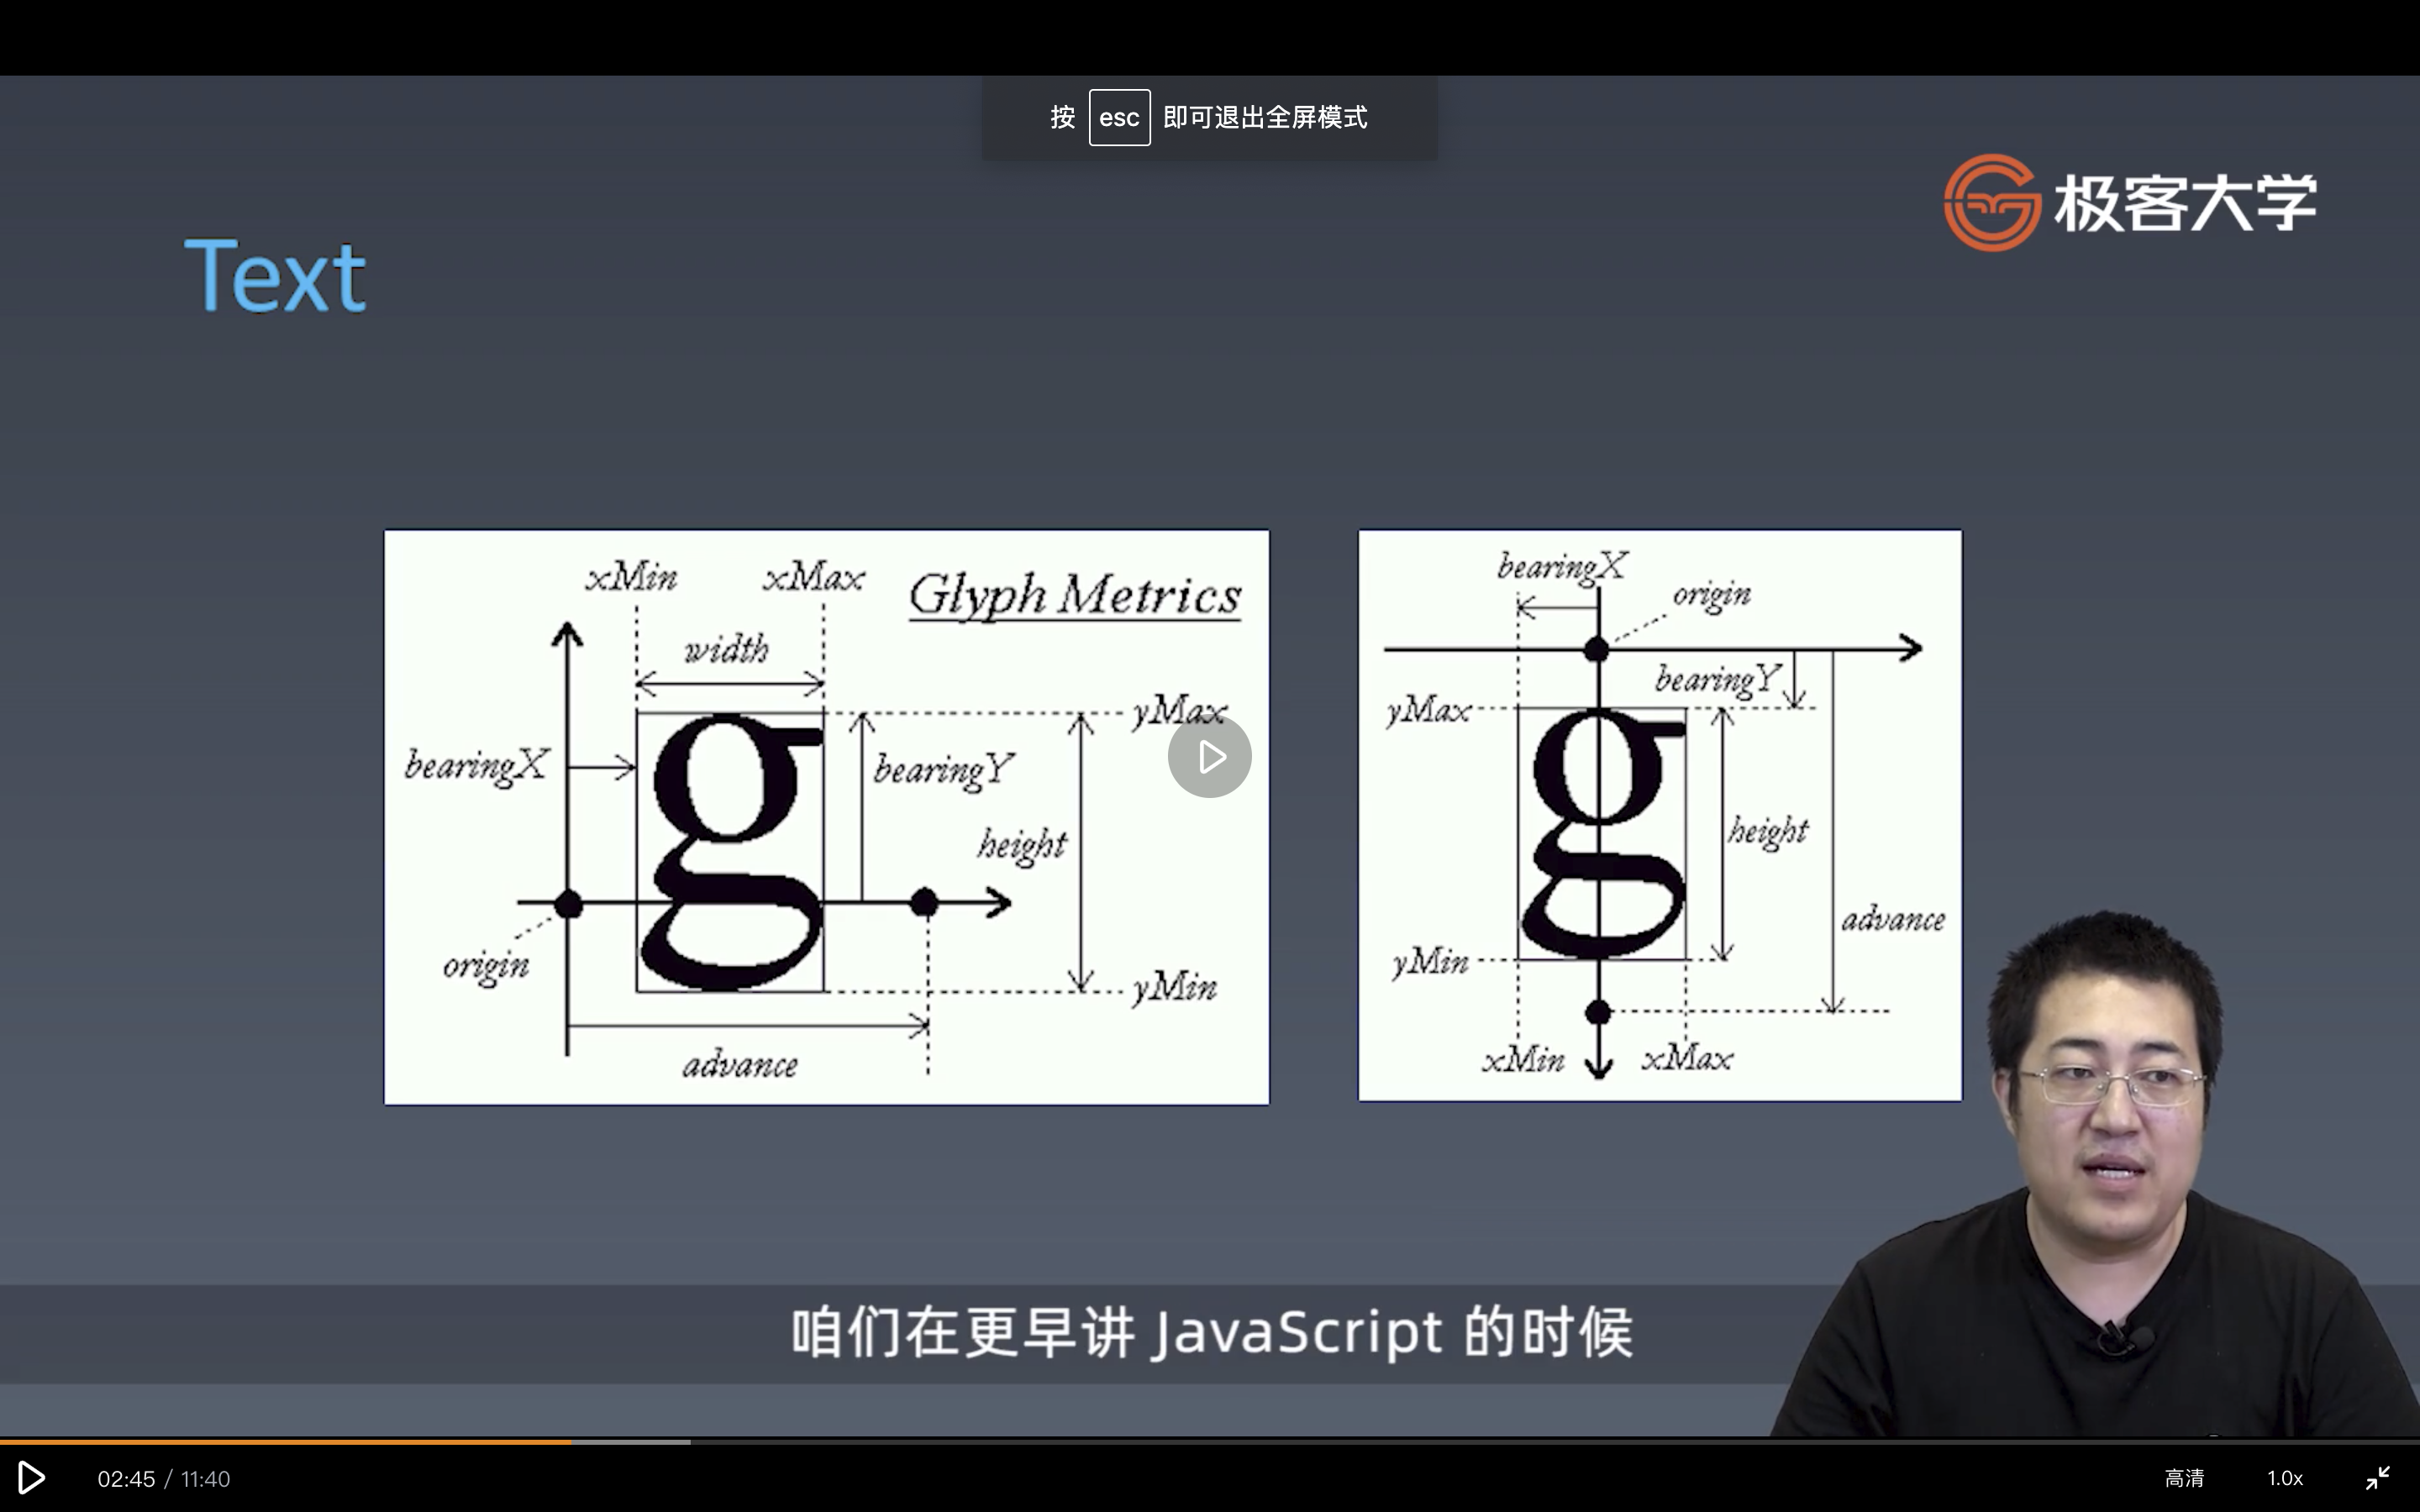 按 esc 即可退出全屏模式
极客大学
Text
xMin xMax Glyph Metrics
width
yMax
bearingX
bearingY
height
origin
yMin
advance
bearingX
origin
bearingY
yMax
height
advance
yMin
xMin xMax
咱们在更早讲 JavaScript 的时候
02:45 / 11:40 高清 1.0x